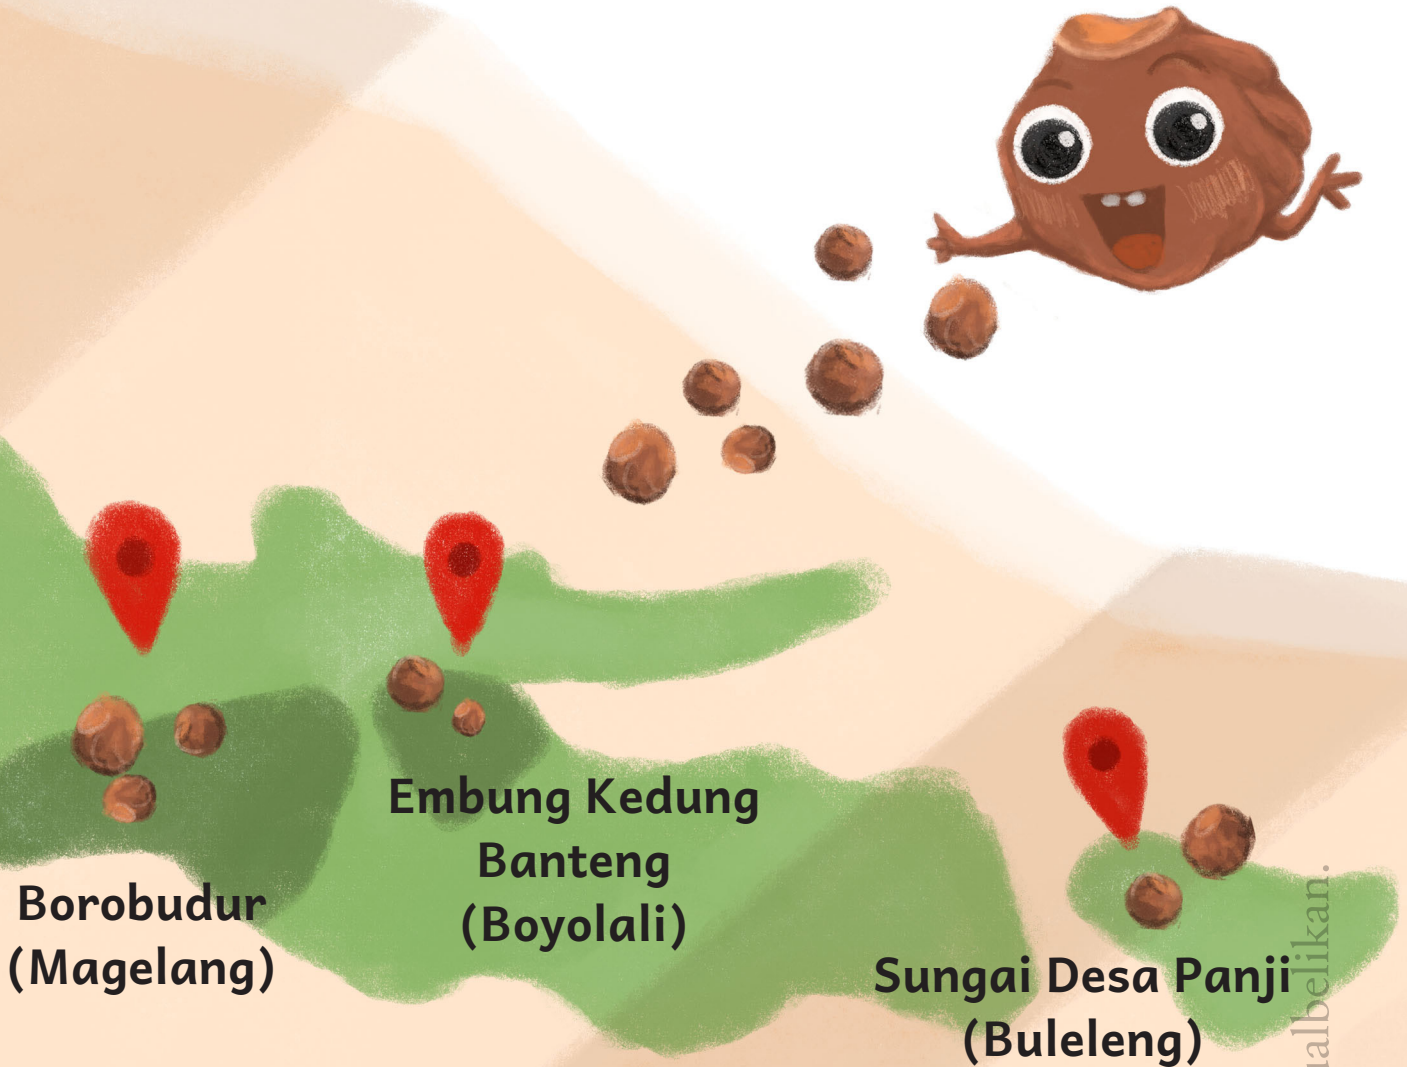 Borobudur
(Magelang)
Embung Kedung
Banteng
(Boyolali)
Sungai Desa Panji
(Buleleng)